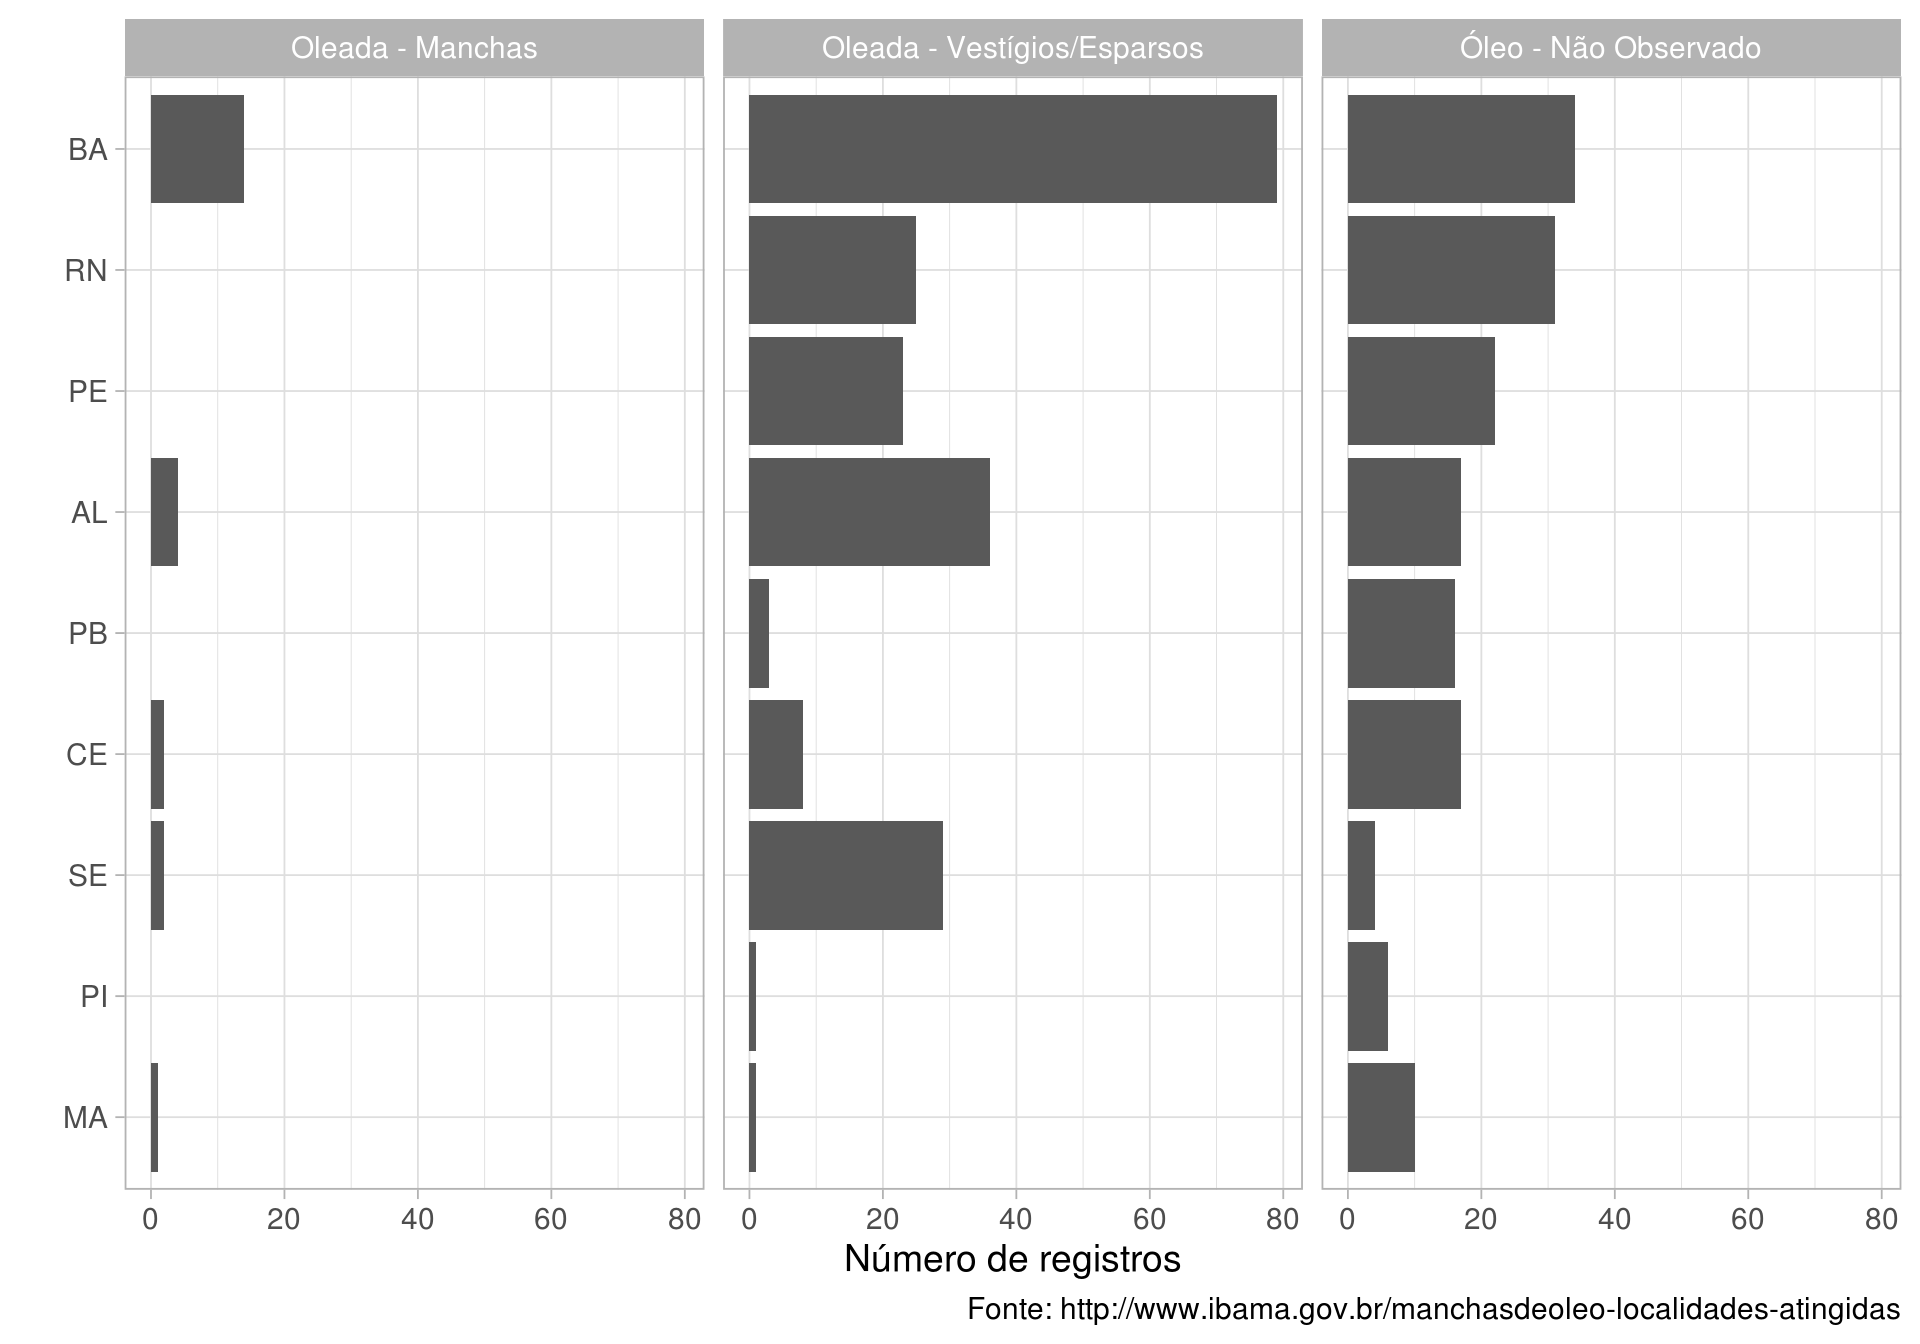 Oleada - Manchas
Oleada - Vestígios/Esparsos
Óleo - Não Observado
BA
RN
PE
AL
PB
CE
SE
PI
MA
0 20 40 60 80
0 20 40 60 80
0 20 40 60 80
Número de registros
Fonte: http://www.ibama.gov.br/manchasdeoleo-localidades-atingidas